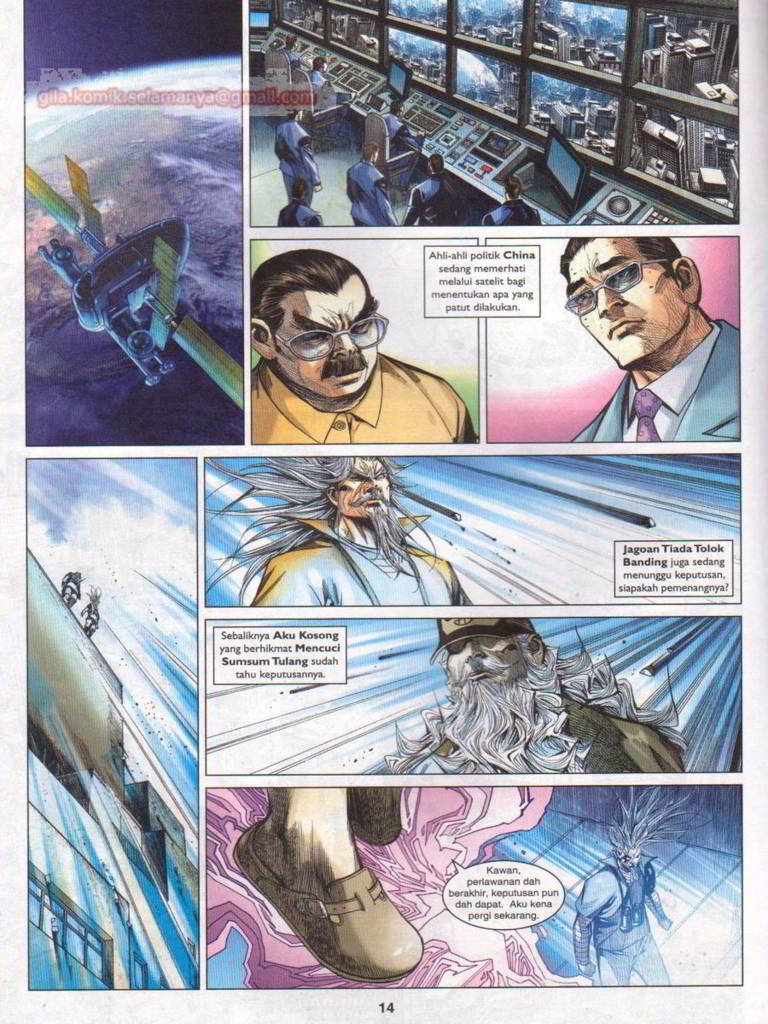 gila.komik.selamanya@gmail.com
Ahli-ahli politik China
sedang memerhati
melalui satelit bagi
menentukan apa yang
patut dilakukan.
Jagoan Tiada Tolok
Banding juga sedang
menunggu keputusan,
siapakah pemenangnya?
Sebaliknya Aku Kosong
yang berhikmat Mencuci
Sumsum Tulang sudah
tahu keputusannya.
Kawan,
perlawanan dah
berakhir, keputusan pun
dah dapat. Aku kena
pergi sekarang.
14